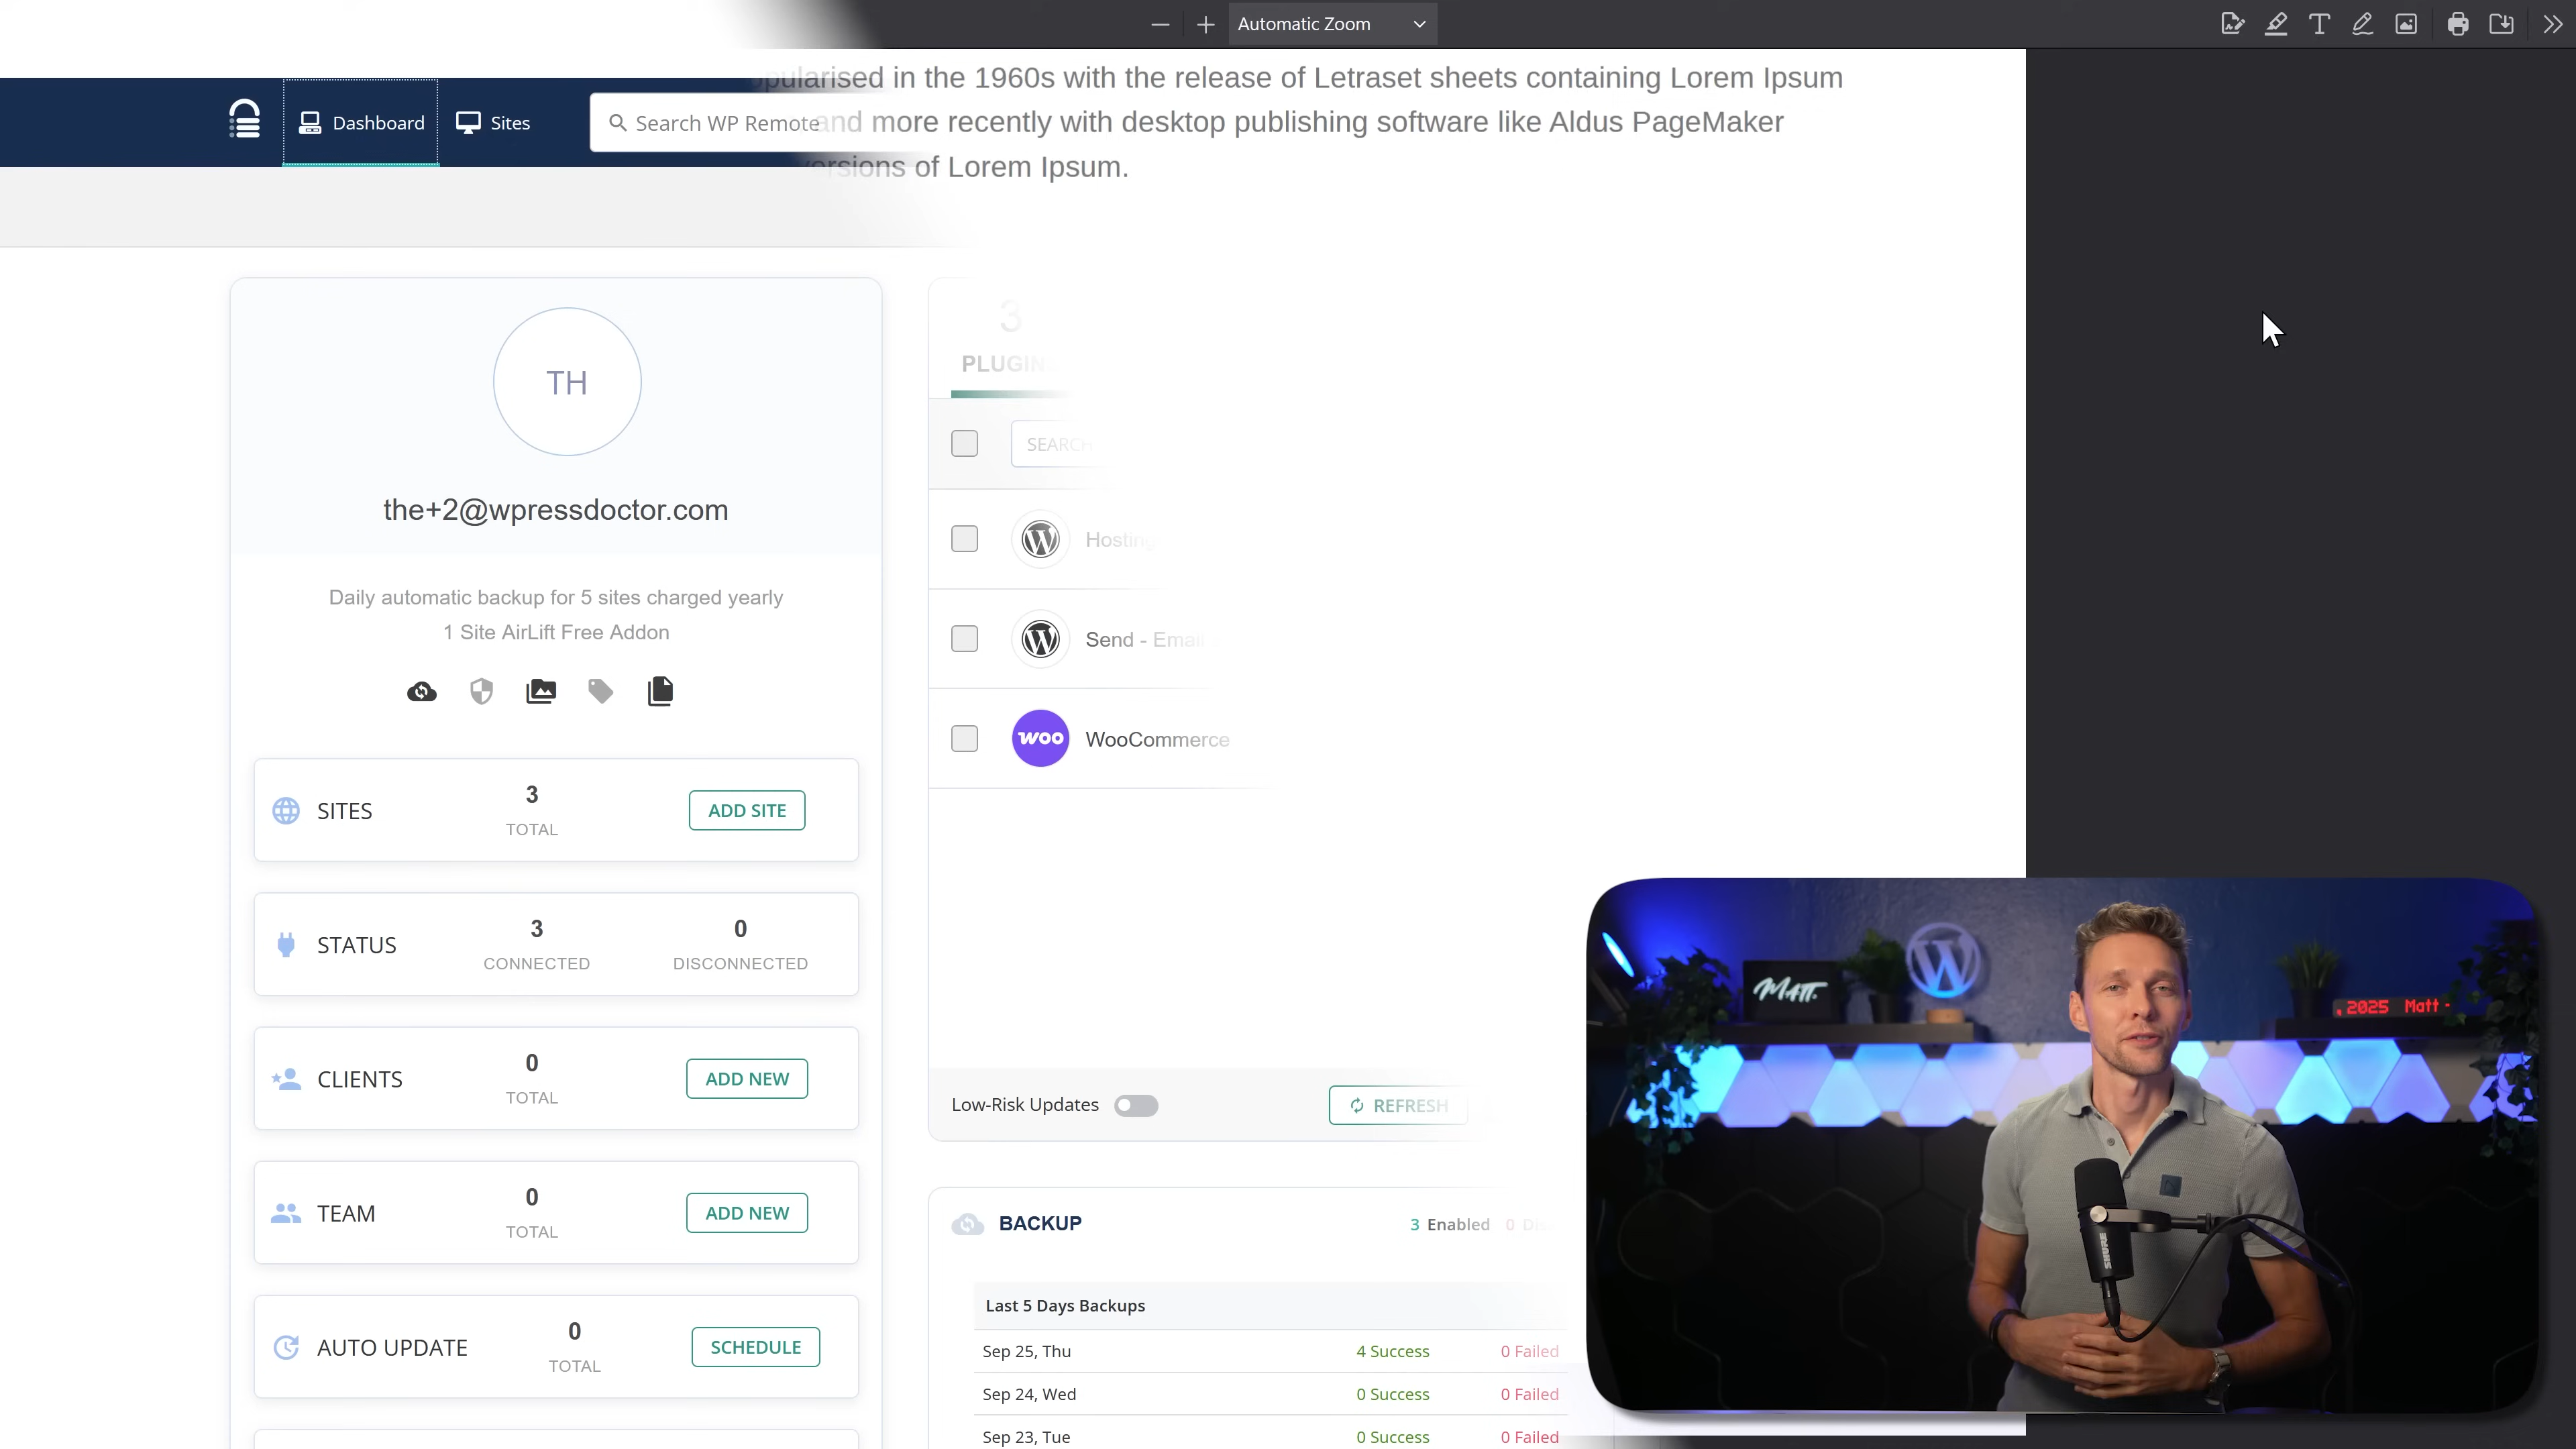 Automatic Zoom
in the 1960s with the release of Letraset sheets containing Lorem Ipsum
and more recently with desktop publishing software like Aldus PageMaker
of Lorem Ipsum.
Dashboard
Sites
Search WP Remote
TH
the+2@wpressdoctor.com
Daily automatic backup for 5 sites charged yearly
1 Site AirLift Free Addon
SITES
3
TOTAL
ADD SITE
STATUS
3
CONNECTED
0
DISCONNECTED
CLIENTS
0
TOTAL
ADD NEW
TEAM
0
TOTAL
ADD NEW
AUTO UPDATE
0
TOTAL
SCHEDULE
3
PLUGIN
SEARCH
Hosting
Send - Email
woo WooCommerce
Low-Risk Updates
REFRESH
BACKUP
3 Enabled 0
Last 5 Days Backups
Sep 25, Thu 4 Success 0 Failed
Sep 24, Wed 0 Success 0 Failed
Sep 23, Tue 0 Success 0 Failed
MATT.
2025 Matt -
SHURE